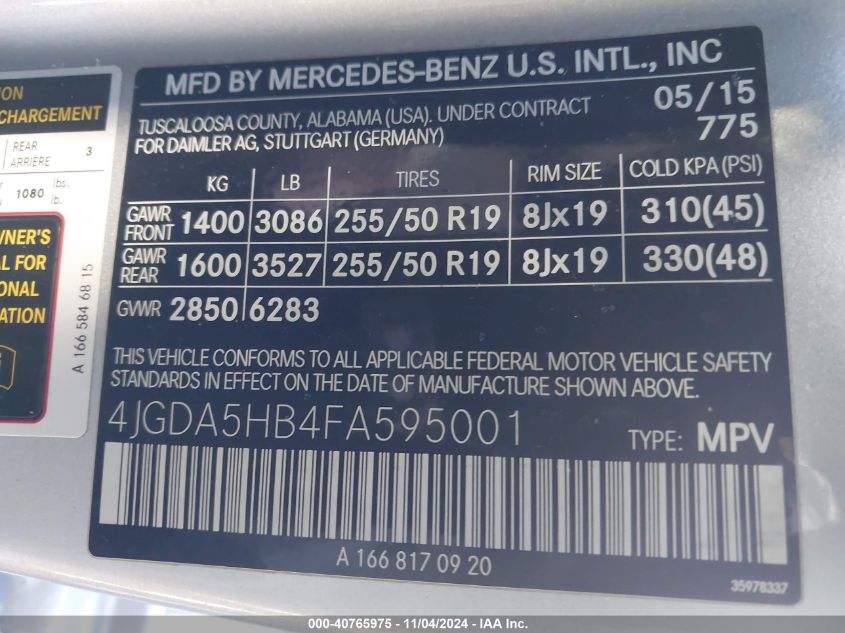 ION
CHARGEMENT
REAR
ARRIÈRE
3
1080 lbs.
lb.
WNER'S
AL FOR
ONAL
ATION
A 166 584 68 15
MFD BY MERCEDES-BENZ U.S. INTL., INC
TUSCALOOSA COUNTY, ALABAMA (USA). UNDER CONTRACT
FOR DAIMLER AG, STUTTGART (GERMANY)
05/15
775
KG LB TIRES RIM SIZE COLD KPA (PSI)
GAWR FRONT 1400 3086 255/50 R19 8Jx19 310(45)
GAWR REAR 1600 3527 255/50 R19 8Jx19 330(48)
GVWR 2850 6283
THIS VEHICLE CONFORMS TO ALL APPLICABLE FEDERAL MOTOR VEHICLE SAFETY
STANDARDS IN EFFECT ON THE DATE OF MANUFACTURE SHOWN ABOVE.
4JGDA5HB4FA595001 TYPE: MPV
A 166 817 09 20
35978337
000-40765975 - 11/04/2024 - IAA Inc.